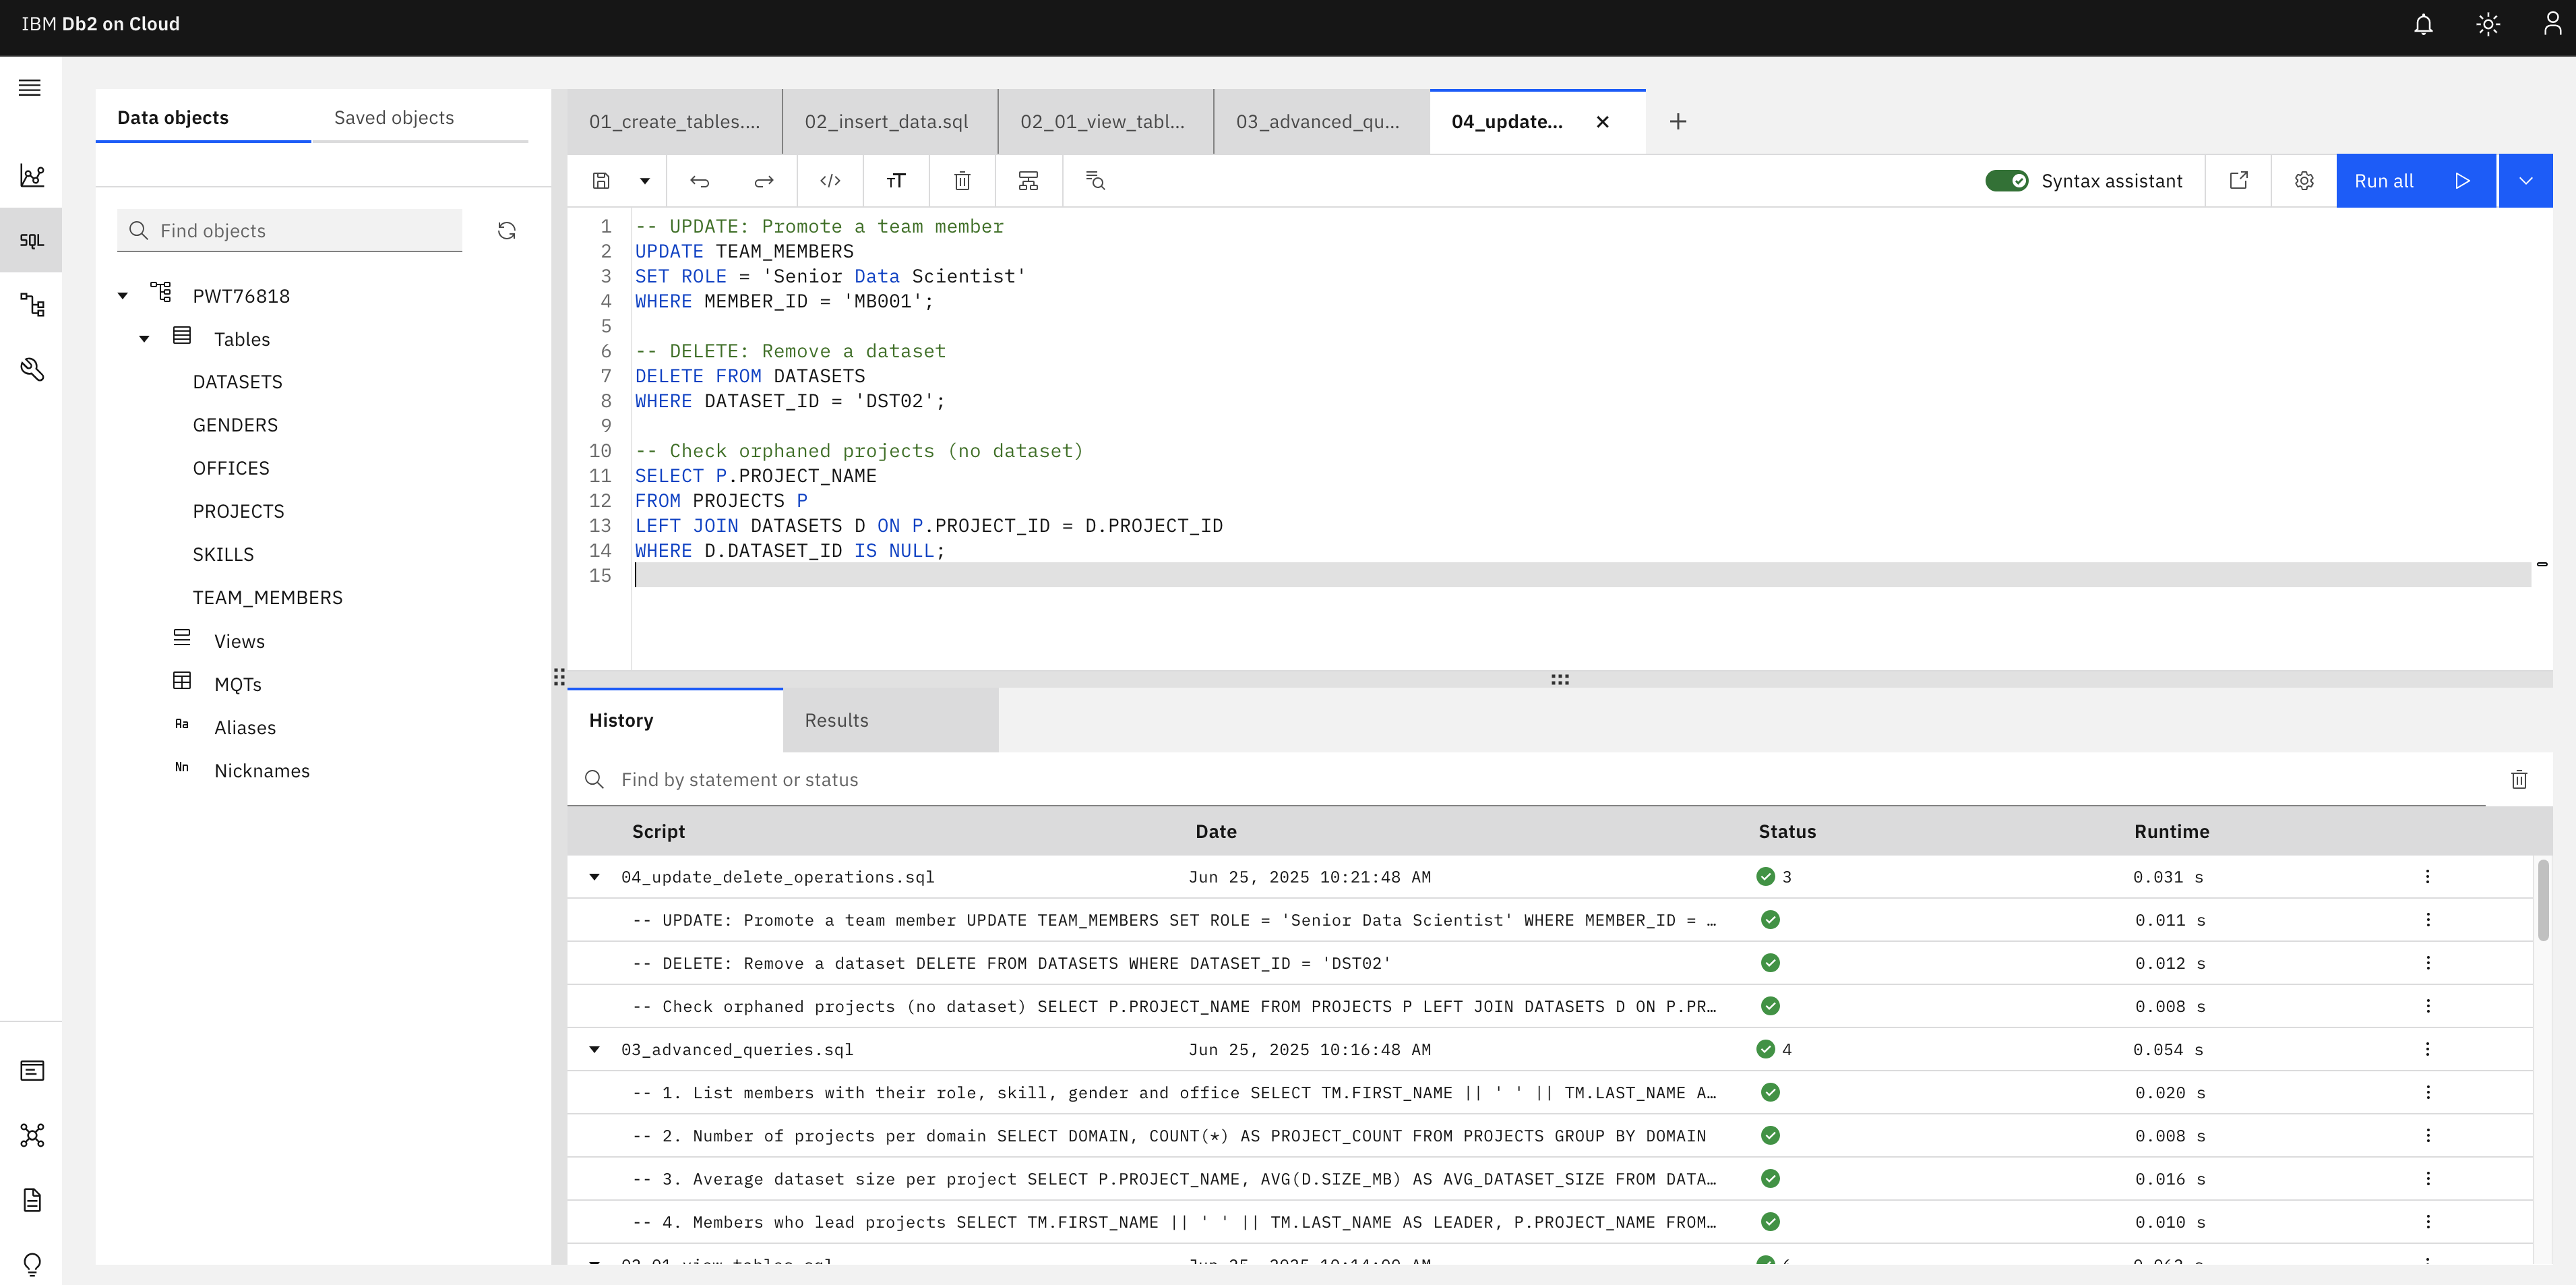 IBM Db2 on Cloud
Data objects
Saved objects
Find objects
PWT76818
Tables
DATASETS
GENDERS
OFFICES
PROJECTS
SKILLS
TEAM_MEMBERS
Views
MQTs
Aa
Aliases
Nn
Nicknames
SQL
01_create_tables....
02_insert_data.sql
02_01_view_tabl...
03_advanced_qu...
04_update...
Syntax assistant
Run all
1 -- UPDATE: Promote a team member
2 UPDATE TEAM_MEMBERS
3 SET ROLE = 'Senior Data Scientist'
4 WHERE MEMBER_ID = 'MB001';
5
6 -- DELETE: Remove a dataset
7 DELETE FROM DATASETS
8 WHERE DATASET_ID = 'DST02';
9
10 -- Check orphaned projects (no dataset)
11 SELECT P.PROJECT_NAME
12 FROM PROJECTS P
13 LEFT JOIN DATASETS D ON P.PROJECT_ID = D.PROJECT_ID
14 WHERE D.DATASET_ID IS NULL;
15
History
Results
Find by statement or status
Script Date Status Runtime
04_update_delete_operations.sql Jun 25, 2025 10:21:48 AM 3 0.031 s
-- UPDATE: Promote a team member UPDATE TEAM_MEMBERS SET ROLE = 'Senior Data Scientist' WHERE MEMBER_ID = … 0.011 s
-- DELETE: Remove a dataset DELETE FROM DATASETS WHERE DATASET_ID = 'DST02' 0.012 s
-- Check orphaned projects (no dataset) SELECT P.PROJECT_NAME FROM PROJECTS P LEFT JOIN DATASETS D ON P.PR… 0.008 s
03_advanced_queries.sql Jun 25, 2025 10:16:48 AM 4 0.054 s
-- 1. List members with their role, skill, gender and office SELECT TM.FIRST_NAME || ' ' || TM.LAST_NAME A… 0.020 s
-- 2. Number of projects per domain SELECT DOMAIN, COUNT(*) AS PROJECT_COUNT FROM PROJECTS GROUP BY DOMAIN 0.008 s
-- 3. Average dataset size per project SELECT P.PROJECT_NAME, AVG(D.SIZE_MB) AS AVG_DATASET_SIZE FROM DATA… 0.016 s
-- 4. Members who lead projects SELECT TM.FIRST_NAME || ' ' || TM.LAST_NAME AS LEADER, P.PROJECT_NAME FROM… 0.010 s
02_01_view_tables.sql Jun 25, 2025